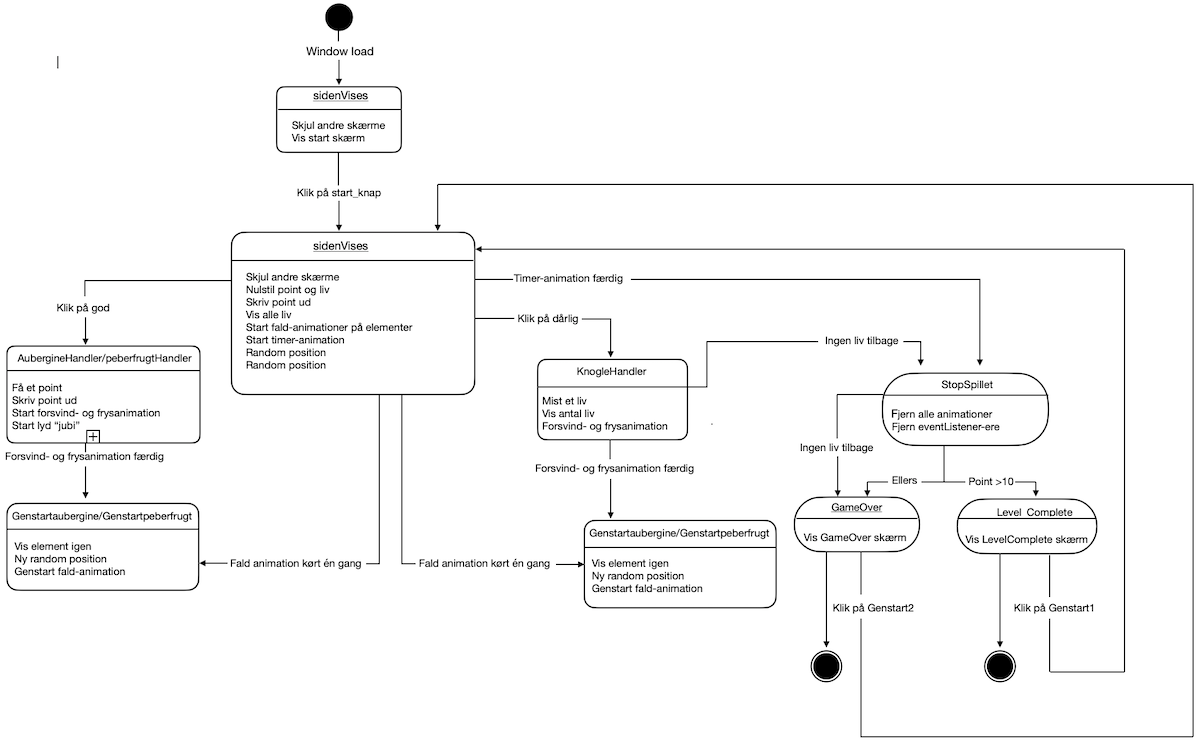 Window load
sidenVises
Skjul andre skærme
Vis start skærm
Klik på start_knap
sidenVises
Skjul andre skærme
Nulstil point og liv
Skriv point ud
Vis alle liv
Start fald-animationer på elementer
Start timer-animation
Random position
Random position
Klik på god
AubergineHandler/peberfrugtHandler
Få et point
Skriv point ud
Start forsvind- og frysanimation
Start lyd “jubi”
Forsvind- og frysanimation færdig
Genstartaubergine/Genstartpeberfrugt
Vis element igen
Ny random position
Genstart fald-animation
Fald animation kørt én gang
Fald animation kørt én gang
Timer-animation færdig
Klik på dårlig
KnogleHandler
Mist et liv
Vis antal liv
Forsvind- og frysanimation
Forsvind- og frysanimation færdig
Genstartaubergine/Genstartpeberfrugt
Vis element igen
Ny random position
Genstart fald-animation
Ingen liv tilbage
StopSpillet
Fjern alle animationer
Fjern eventListener-ere
Ingen liv tilbage
Ellers
Point >10
GameOver
Vis GameOver skærm
Level_Complete
Vis LevelComplete skærm
Klik på Genstart2
Klik på Genstart1